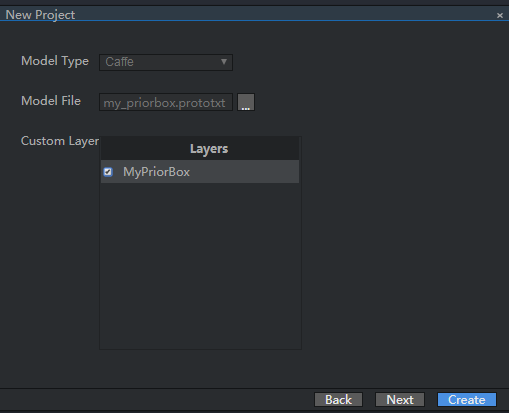 New Project ×
Model Type Caffe
Model File my_priorbox.prototxt ...
Custom Layer
Layers
MyPriorBox
Back Next Create